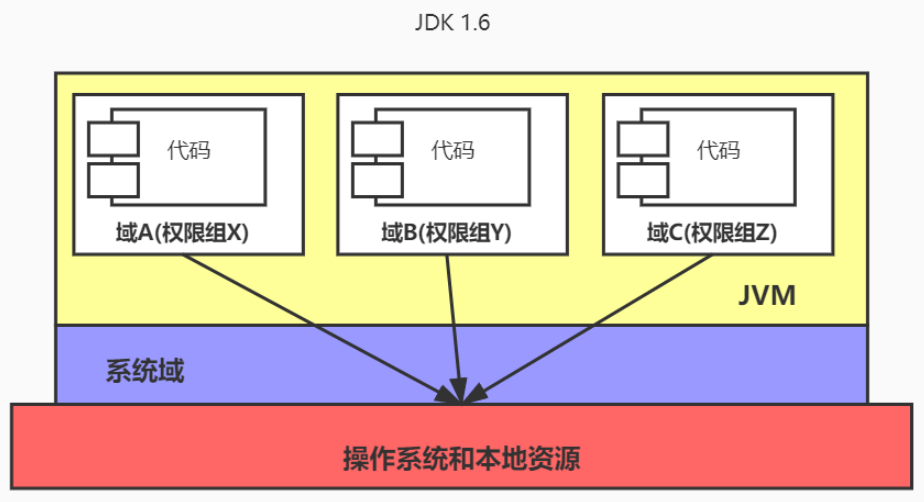 JDK 1.6
代码
代码
代码
域A(权限组X)
域B(权限组Y)
域C(权限组Z)
JVM
系统域
操作系统和本地资源